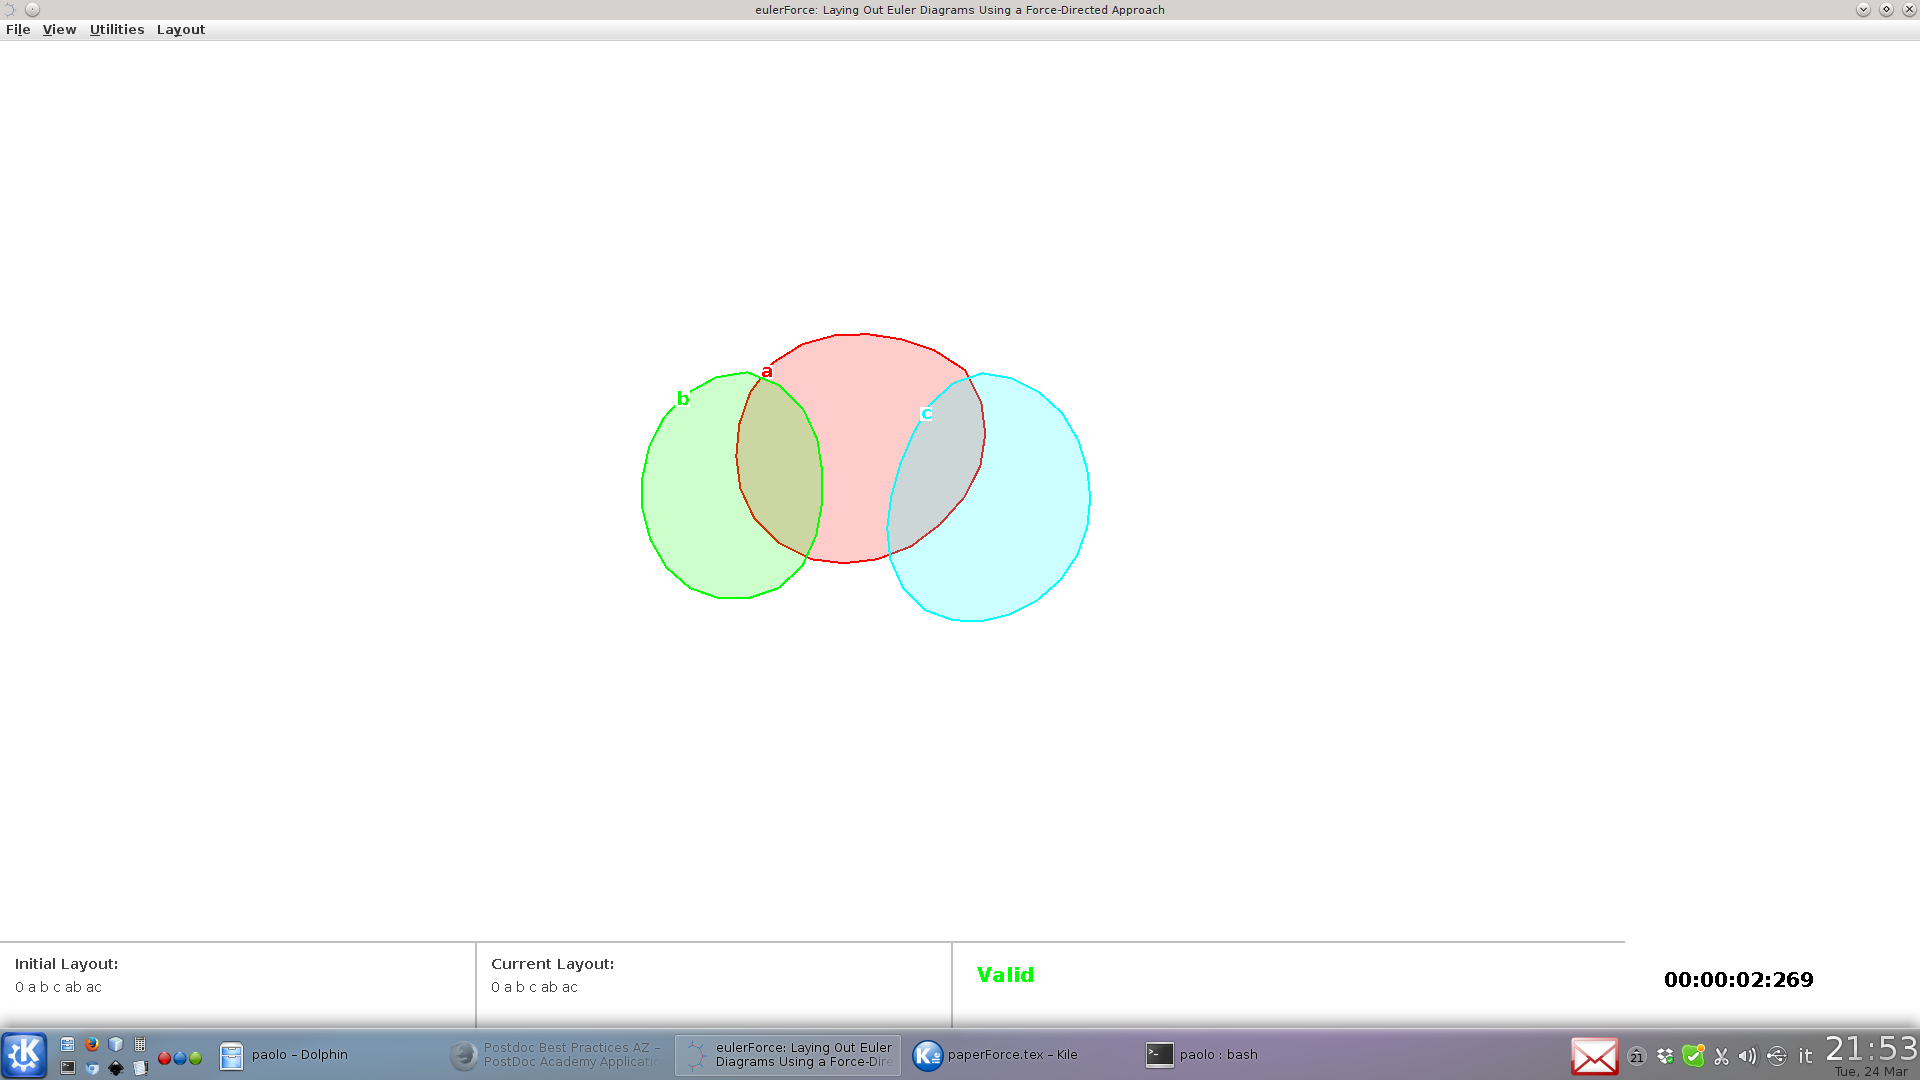 eulerForce: Laying Out Euler Diagrams Using a Force-Directed Approach
File View Utilities Layout
a
b
c
Initial Layout:
0 a b c ab ac
Current Layout:
0 a b c ab ac
Valid
00:00:02:269
paolo – Dolphin
Postdoc Best Practices AZ –
PostDoc Academy Applicatio
eulerForce: Laying Out Euler
Diagrams Using a Force-Dire
paperForce.tex – Kile
paolo : bash
21
it
21:53
Tue, 24 Mar